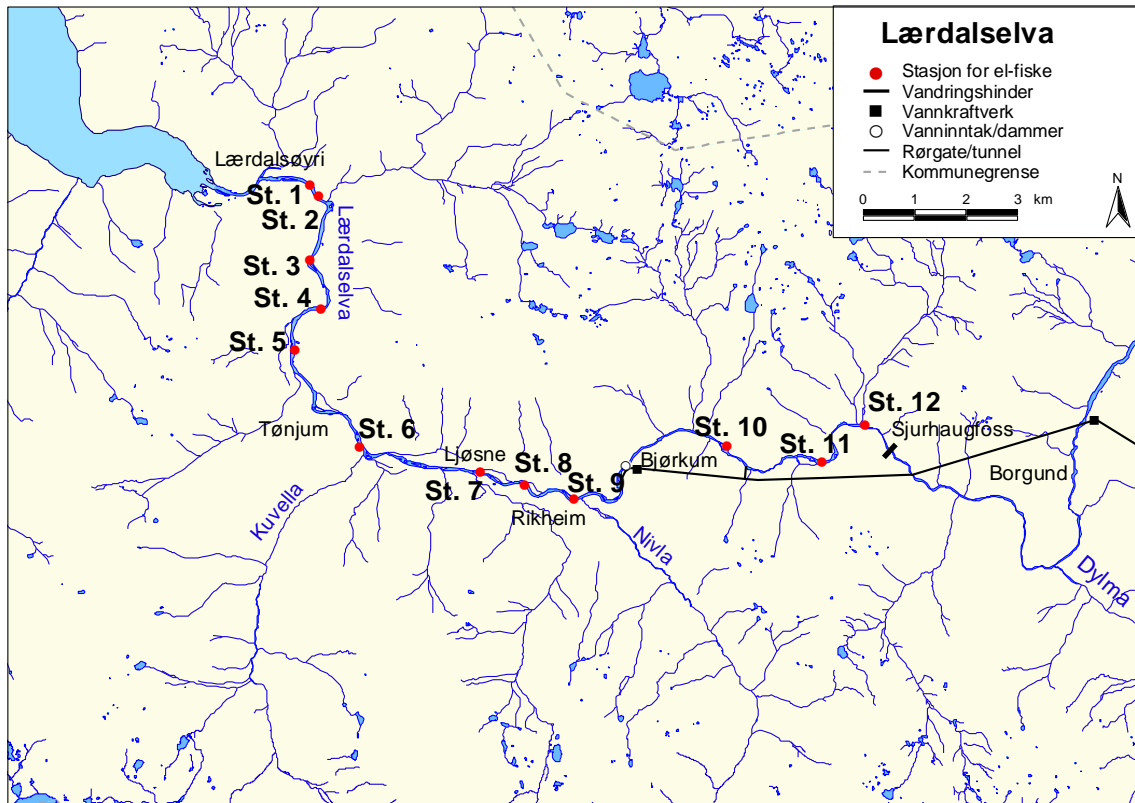 Lærdalselva
Stasjon for el-fiske
Vandringshinder
Vannkraftverk
Vanninntak/dammer
Rørgate/tunnel
Kommunegrense
N
0 1 2 3 km
Lærdalsøyri
St. 1
St. 2
Lærdalselva
St. 3
St. 4
St. 5
St. 6
Tønjum
Ljøsne
St. 7
St. 8
St. 9
Rikheim
Bjørkum
St. 10
St. 11
St. 12
Sjurhaugfoss
Borgund
Kuvella
Nivla
Dylma